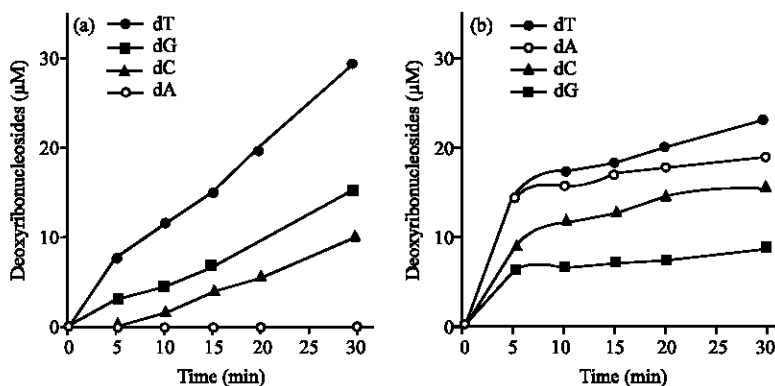 (a)
dT
dG
dC
dA
30
20
10
0
Deoxyribonucleosides (μM)
0 5 10 15 20 25 30
Time (min)
(b)
dT
dA
dC
dG
30
20
10
0
Deoxyribonucleosides (μM)
0 5 10 15 20 25 30
Time (min)